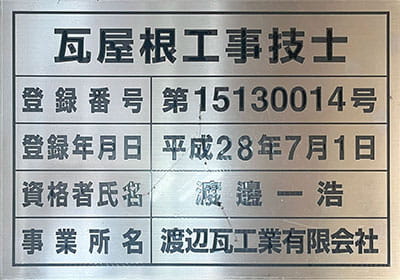 瓦屋根工事技士
登録番号 第15130014号
登録年月日 平成28年7月1日
資格者氏名 渡邊一浩
事業所名 渡辺瓦工業有限会社